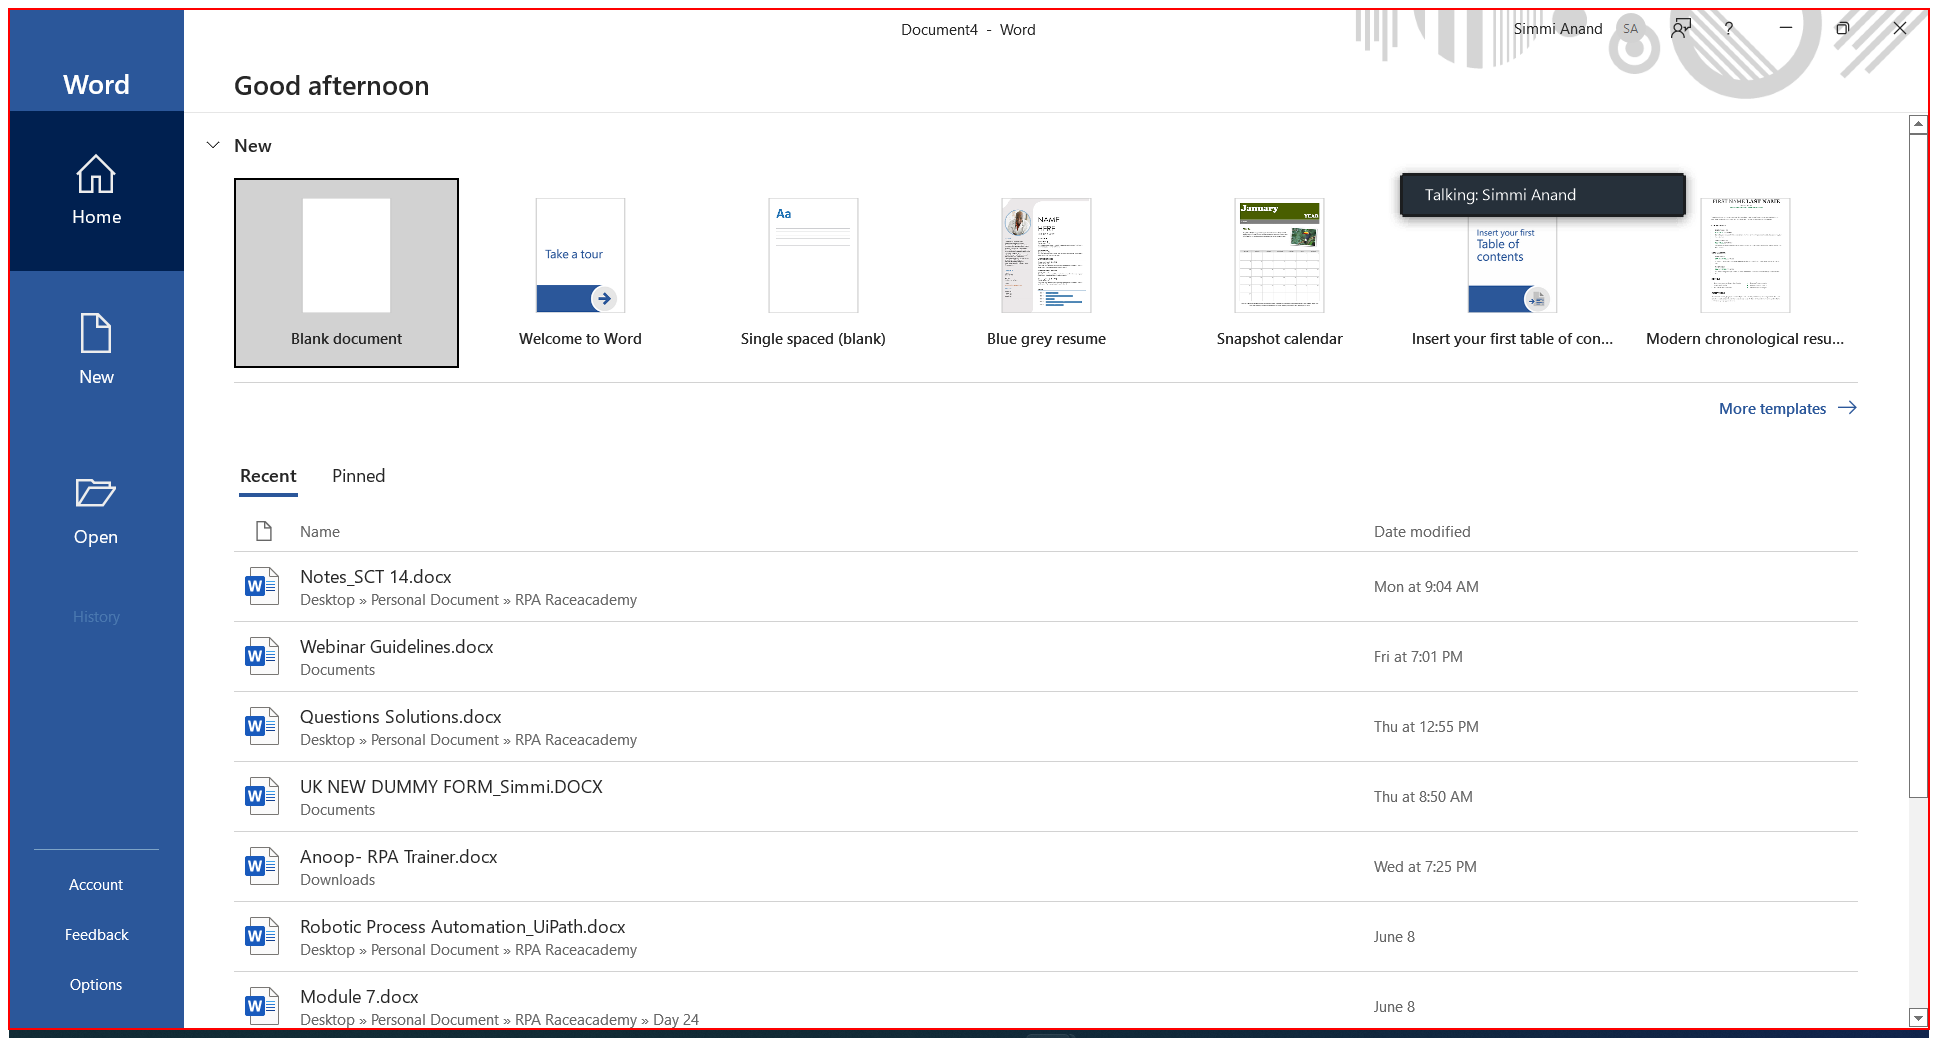 Document4 - Word
Simmi Anand
SA
?
Word
Good afternoon
Home
New
Open
History
Account
Feedback
Options
New
Talking: Simmi Anand
Take a tour
Aa
NAME
HERE
January
YEAR
Insert your first
Table of
contents
FIRST NAME LAST NAME
Blank document
Welcome to Word
Single spaced (blank)
Blue grey resume
Snapshot calendar
Insert your first table of con...
Modern chronological resu...
More templates
Recent
Pinned
Name
Date modified
Notes_SCT 14.docx
Desktop » Personal Document » RPA Raceacademy
Mon at 9:04 AM
Webinar Guidelines.docx
Documents
Fri at 7:01 PM
Questions Solutions.docx
Desktop » Personal Document » RPA Raceacademy
Thu at 12:55 PM
UK NEW DUMMY FORM_Simmi.DOCX
Documents
Thu at 8:50 AM
Anoop- RPA Trainer.docx
Downloads
Wed at 7:25 PM
Robotic Process Automation_UiPath.docx
Desktop » Personal Document » RPA Raceacademy
June 8
Module 7.docx
Desktop » Personal Document » RPA Raceacademy » Day 24
June 8